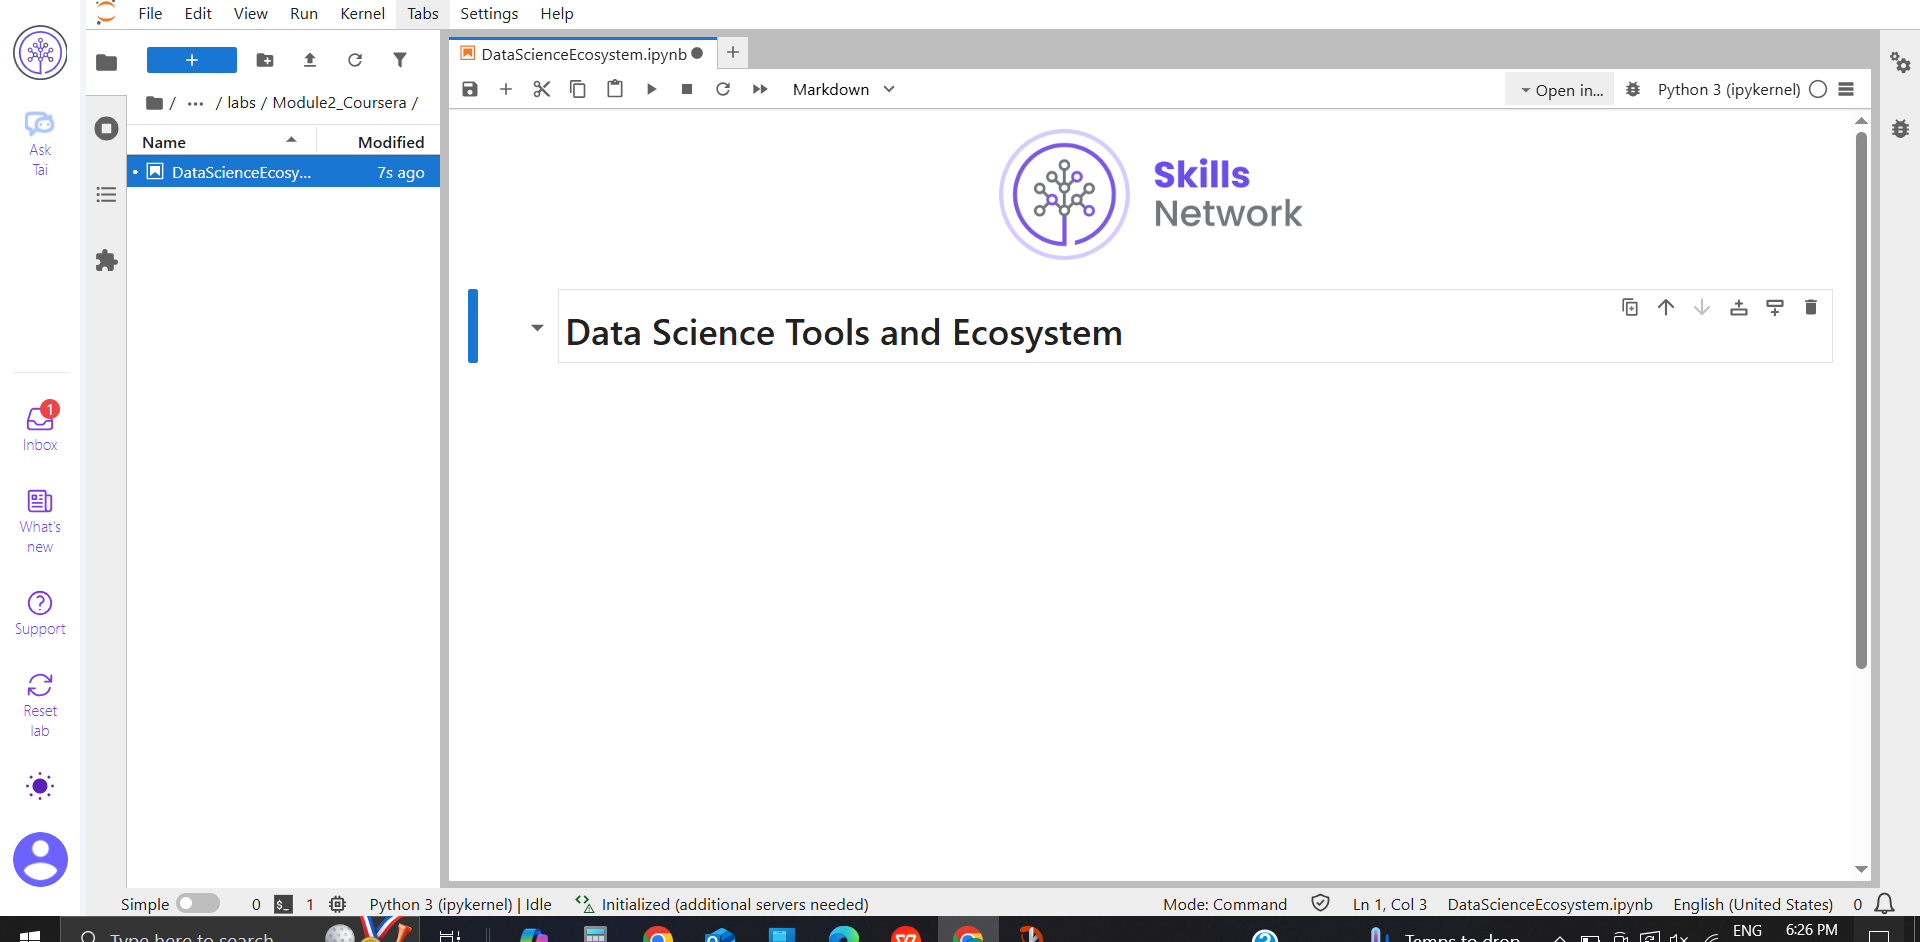 File Edit View Run Kernel Tabs Settings Help
Ask
Tai
Inbox
1
What's
new
Support
Reset
lab
+
/ ... / labs / Module2_Coursera /
Name Modified
DataScienceEcosy... 7s ago
DataScienceEcosystem.ipynb
Markdown
Open in...
Python 3 (ipykernel)
Skills
Network
Data Science Tools and Ecosystem
Simple 0 $_ 1 Python 3 (ipykernel) | Idle Initialized (additional servers needed) Mode: Command Ln 1, Col 3 DataScienceEcosystem.ipynb English (United States) 0
Type here to search
Temps to drop
ENG
6:26 PM